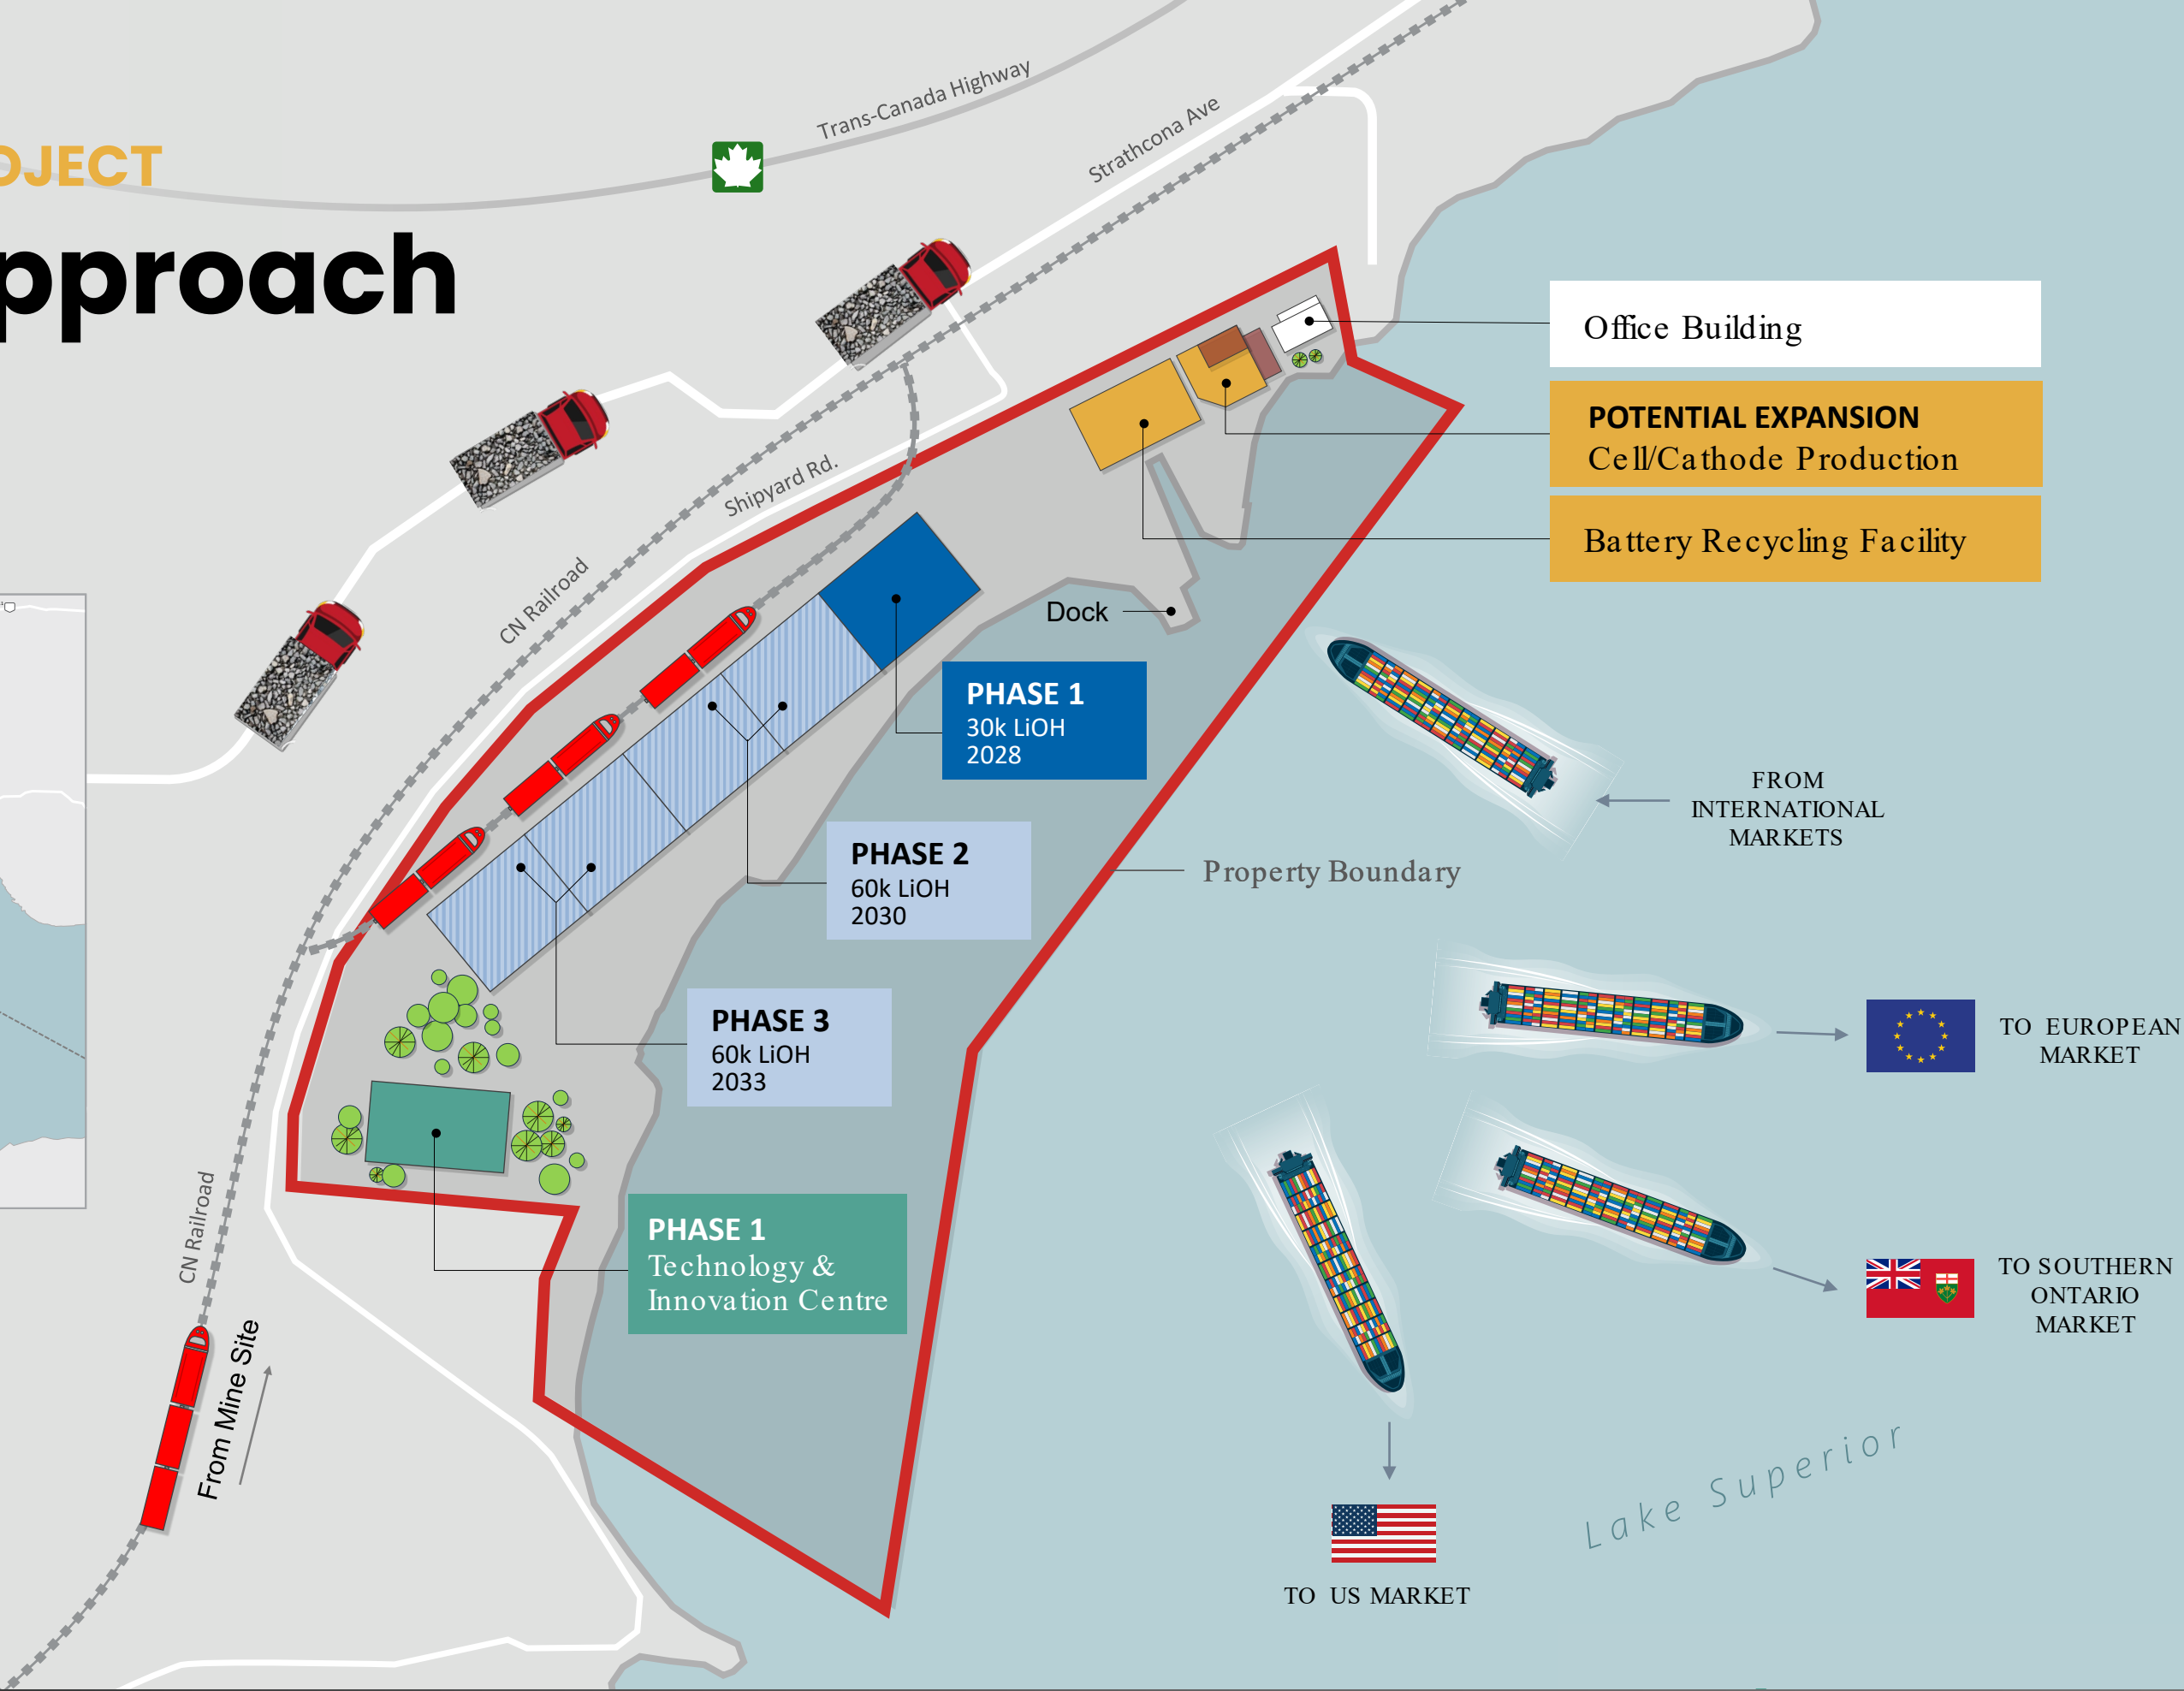 OJECT
pproach
Trans-Canada Highway
Strathcona Ave
Shipyard Rd.
CN Railroad
Office Building
POTENTIAL EXPANSION
Cell/Cathode Production
Battery Recycling Facility
Dock
PHASE 1
30k LiOH
2028
FROM
INTERNATIONAL
MARKETS
PHASE 2
60k LiOH
2030
Property Boundary
PHASE 3
60k LiOH
2033
TO EUROPEAN
MARKET
CN Railroad
PHASE 1
Technology &
Innovation Centre
TO SOUTHERN
ONTARIO
MARKET
From Mine Site
Lake Superior
TO US MARKET